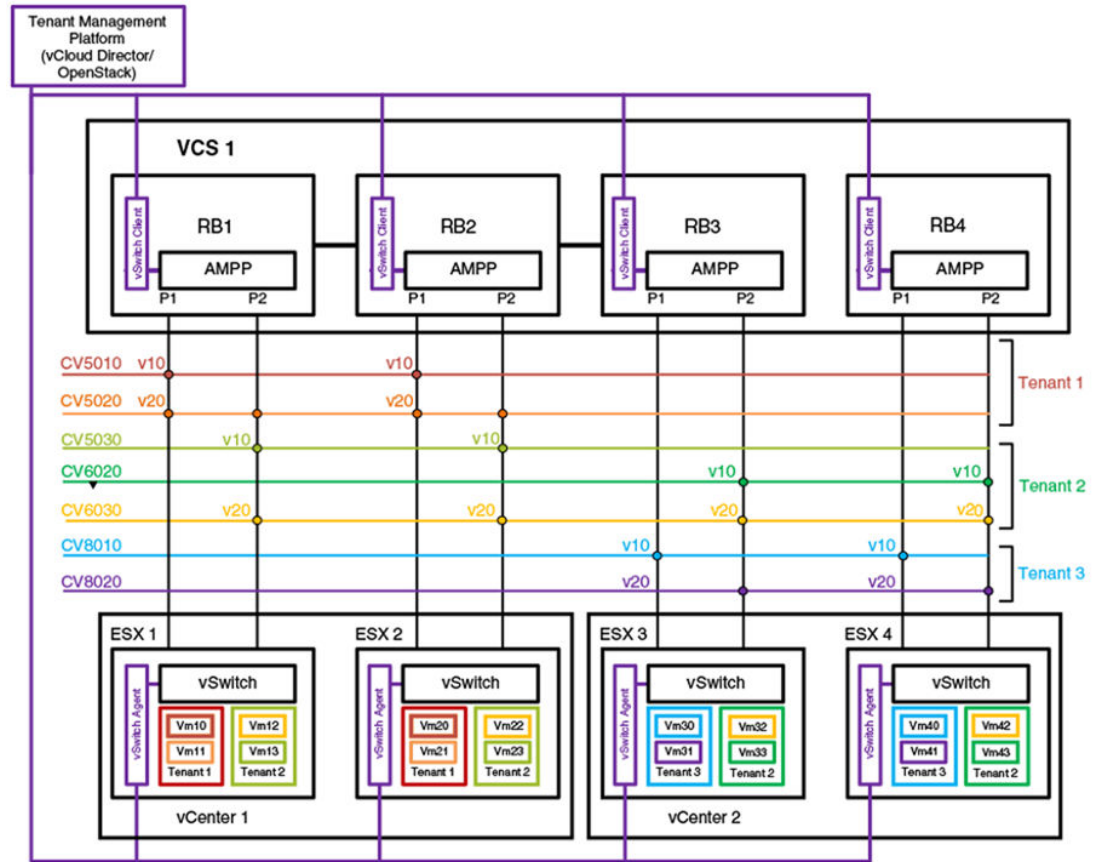 Tenant Management
Platform
(vCloud Director/
OpenStack)
VCS 1
vSwitch Client
RB1
AMPP
P1 P2
vSwitch Client
RB2
AMPP
P1 P2
vSwitch Client
RB3
AMPP
P1 P2
vSwitch Client
RB4
AMPP
P1 P2
CV5010 v10 v10
Tenant 1
CV5020 v20 v20
CV5030 v10 v10
CV6020 v10 v10
Tenant 2
CV6030 v20 v20 v20 v20
CV8010 v10 v10
Tenant 3
CV8020 v20 v20
ESX 1
vSwitch Agent
vSwitch
Vm10 Vm12
Vm11 Vm13
Tenant 1 Tenant 2
ESX 2
vSwitch Agent
vSwitch
Vm20 Vm22
Vm21 Vm23
Tenant 1 Tenant 2
vCenter 1
ESX 3
vSwitch Agent
vSwitch
Vm30 Vm32
Vm31 Vm33
Tenant 3 Tenant 2
ESX 4
vSwitch Agent
vSwitch
Vm40 Vm42
Vm41 Vm43
Tenant 3 Tenant 2
vCenter 2